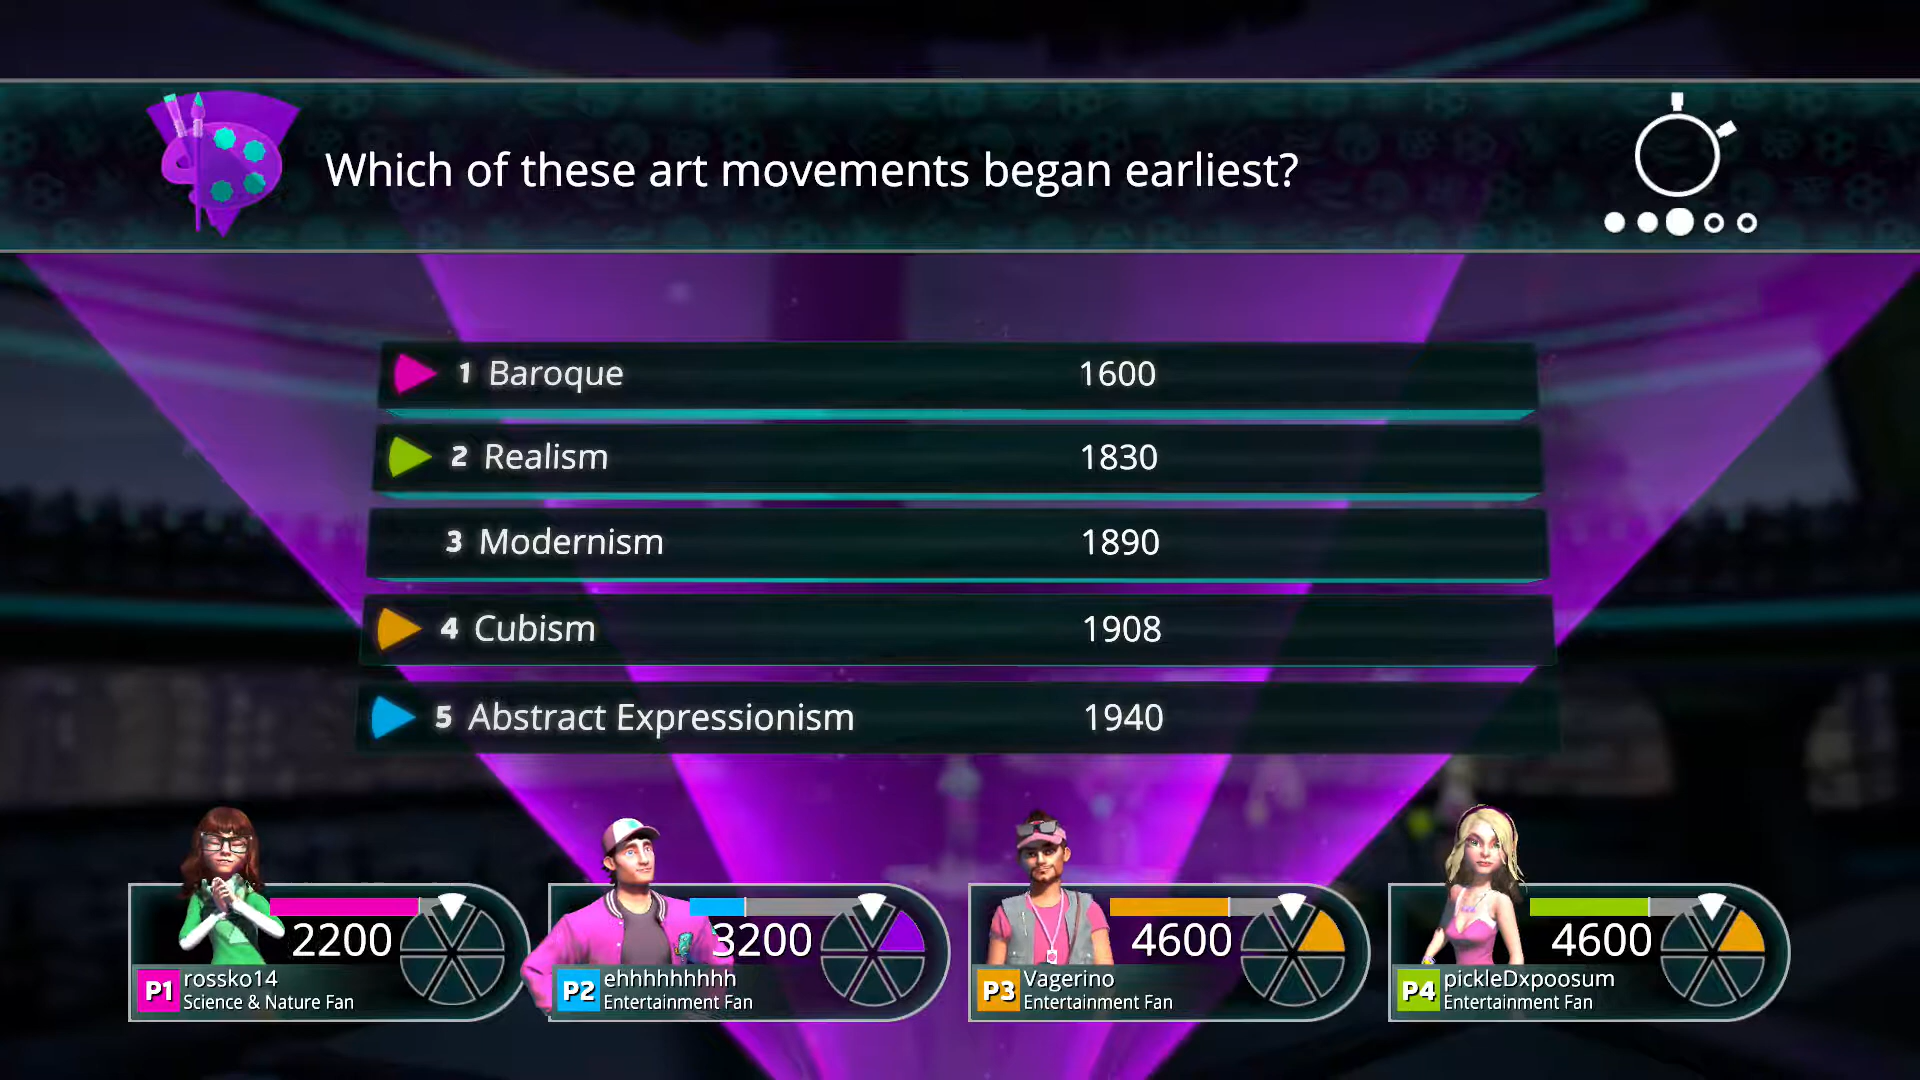 Which of these art movements began earliest?
1 Baroque 1600
2 Realism 1830
3 Modernism 1890
4 Cubism 1908
5 Abstract Expressionism 1940
2200
P1 rossko14
Science & Nature Fan
3200
P2 ehhhhhhhhh
Entertainment Fan
4600
P3 Vagerino
Entertainment Fan
4600
P4 pickleDxpoosum
Entertainment Fan